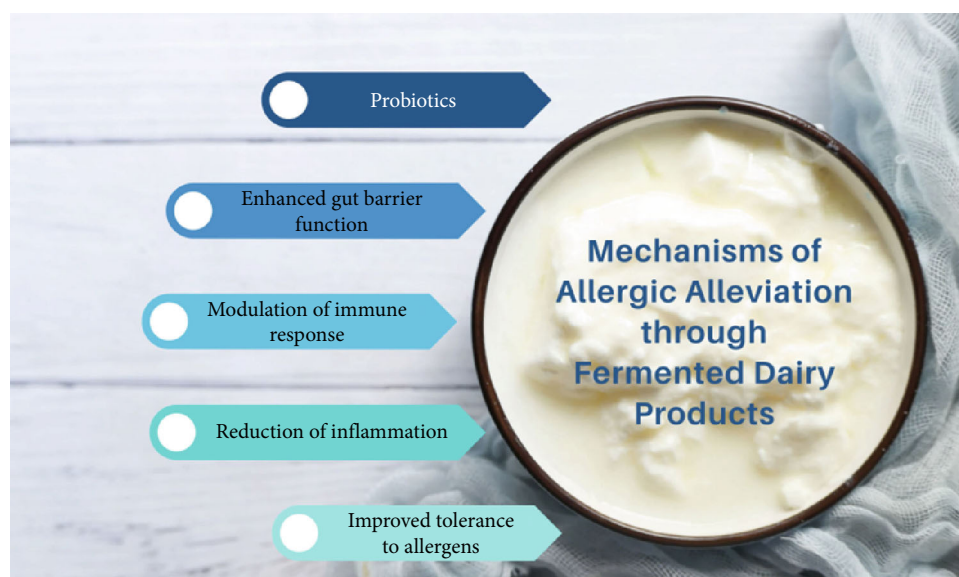 Probiotics
Enhanced gut barrier
function
Modulation of immune
response
Reduction of inflammation
Improved tolerance
to allergens
Mechanisms of
Allergic Alleviation
through
Fermented Dairy
Products